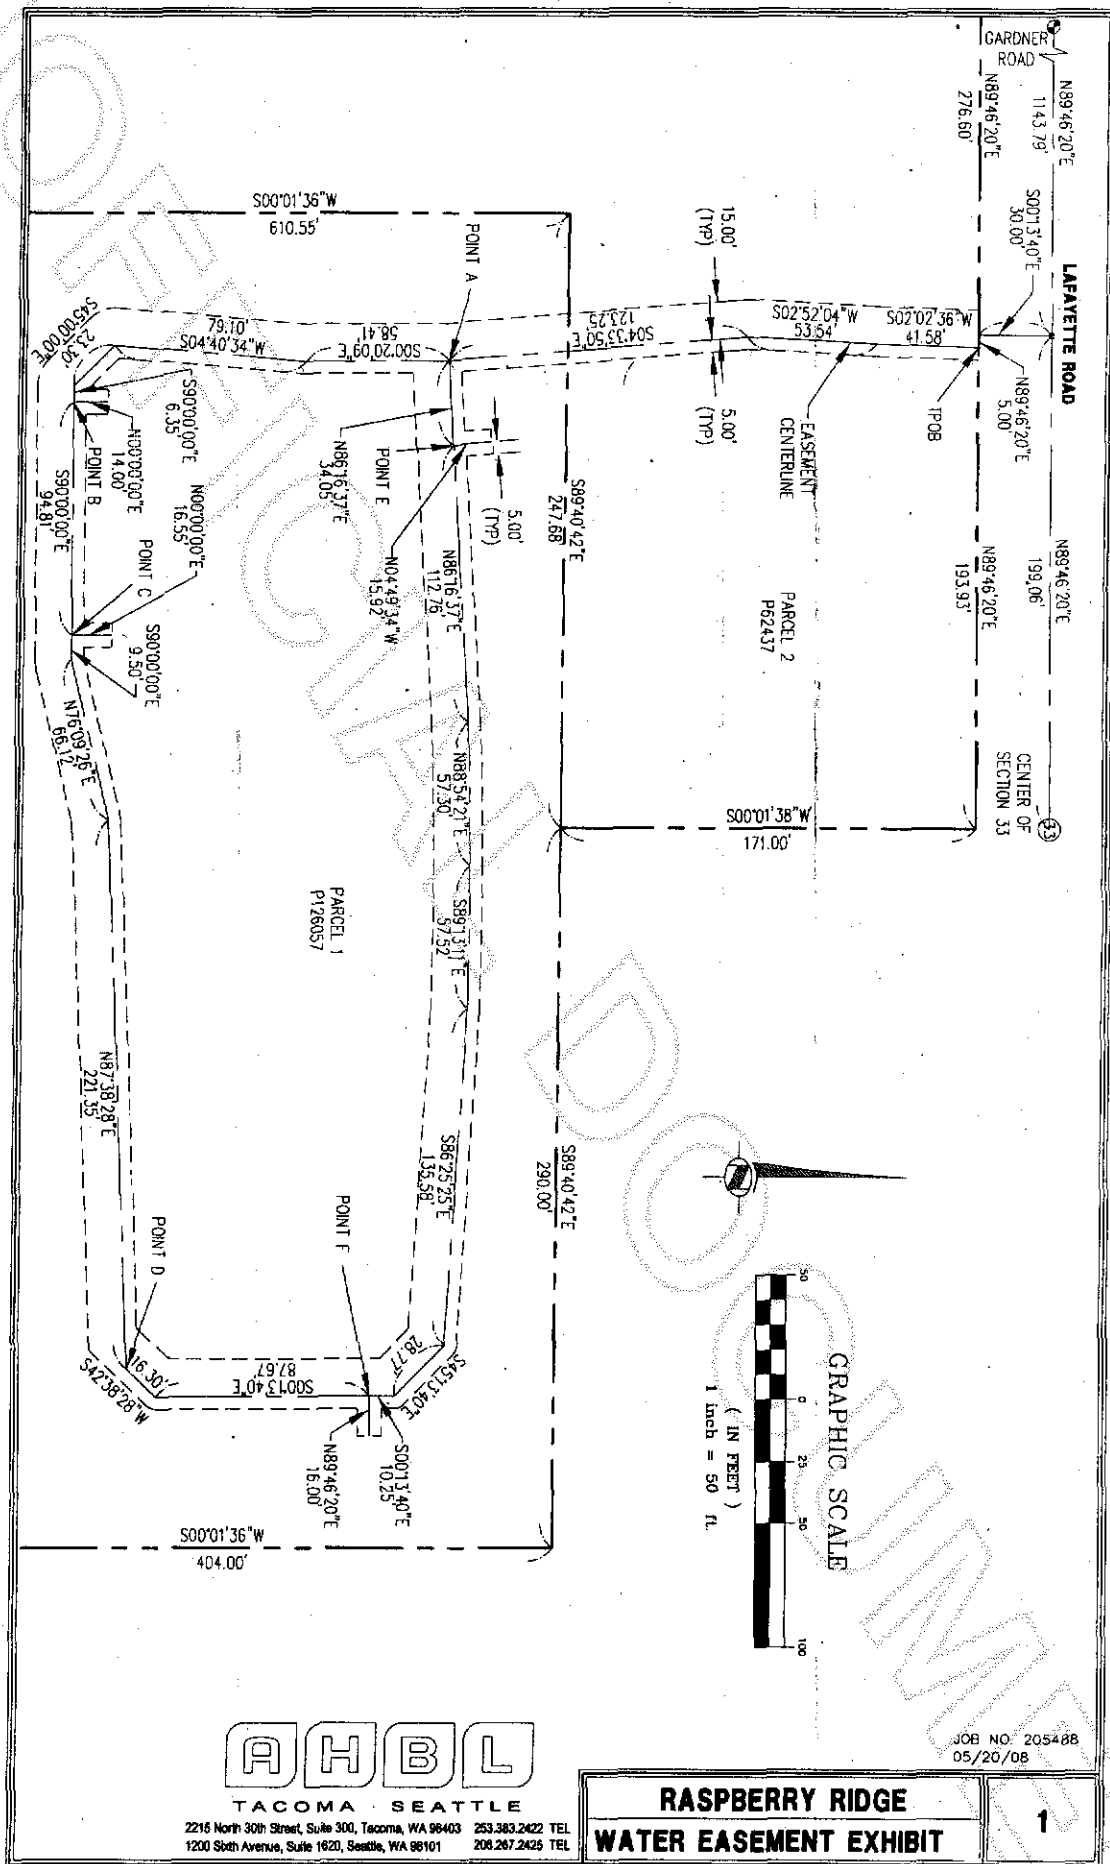 GARDNER
ROAD
N89°46'20"E
1143.79'
N89°46'20"E
276.60'
S00°13'40"E
30.00'
LAFAYETTE ROAD
N89°46'20"E
5.00'
TPOB
N89°46'20"E
199.06'
N89°46'20"E
193.93'
CENTER OF
SECTION 33
33
S02°02'36"W
41.58'
S02°52'04"W
53.54'
15.00'
(TYP)
5.00'
(TYP)
EASEMENT
CENTERLINE
PARCEL 2
P62437
S00°01'38"W
171.00'
S04°33'50"E
123.25
S89°40'42"E
247.68'
S89°40'42"E
290.00'
S00°01'36"W
610.55'
POINT A
S00°20'09"E
58.41'
S04°40'34"W
79.10'
S45°00'00"E
23.30'
N86°16'37"E
34.05'
POINT E
5.00'
(TYP)
N04°49'34"W
15.92'
N86°16'37"E
112.76'
N88°54'21"E
57.30'
S89°13'11"E
57.52'
S86°25'25"E
135.58'
S45°13'40"E
28.77'
S90°00'00"E
6.35'
N00°00'00"E
14.00'
POINT B
N00°00'00"E
16.55'
S90°00'00"E
94.81'
POINT C
S90°00'00"E
9.50'
N76°09'26"E
66.12'
PARCEL 1
P126057
N87°38'28"E
221.35'
POINT D
16.30'
S42°38'28"W
S00°13'40"E
87.67'
POINT F
S00°13'40"E
10.25'
N89°46'20"E
16.00'
S00°01'36"W
404.00'
GRAPHIC SCALE
50 0 25 50 100
( IN FEET )
1 inch = 50 ft.
UNOFFICIAL DOCUMENT
JOB NO. 205488
05/20/08
AHBL
TACOMA · SEATTLE
2215 North 30th Street, Suite 300, Tacoma, WA 98403 253.383.2422 TEL
1200 Sixth Avenue, Suite 1620, Seattle, WA 98101 206.267.2425 TEL
RASPBERRY RIDGE
WATER EASEMENT EXHIBIT
1